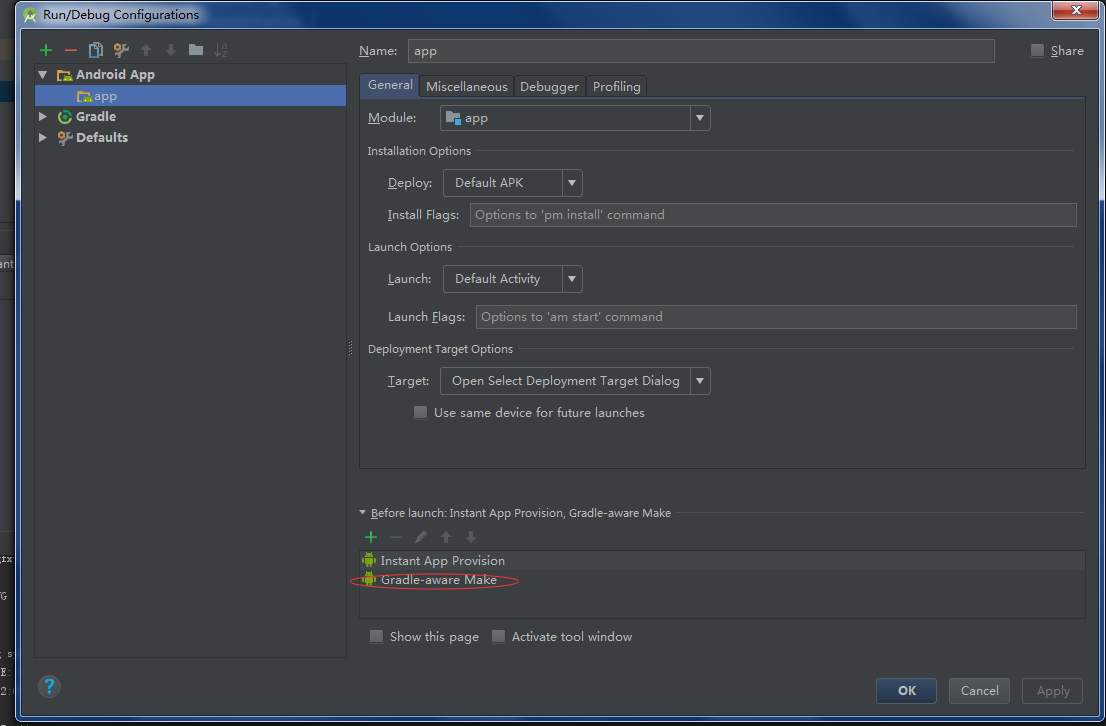 Run/Debug Configurations
Name: app Share
Android App
app
Gradle
Defaults
General Miscellaneous Debugger Profiling
Module: app
Installation Options
Deploy: Default APK
Install Flags: Options to 'pm install' command
Launch Options
Launch: Default Activity
Launch Flags: Options to 'am start' command
Deployment Target Options
Target: Open Select Deployment Target Dialog
Use same device for future launches
Before launch: Instant App Provision, Gradle-aware Make
Instant App Provision
Gradle-aware Make
Show this page Activate tool window
? OK Cancel Apply